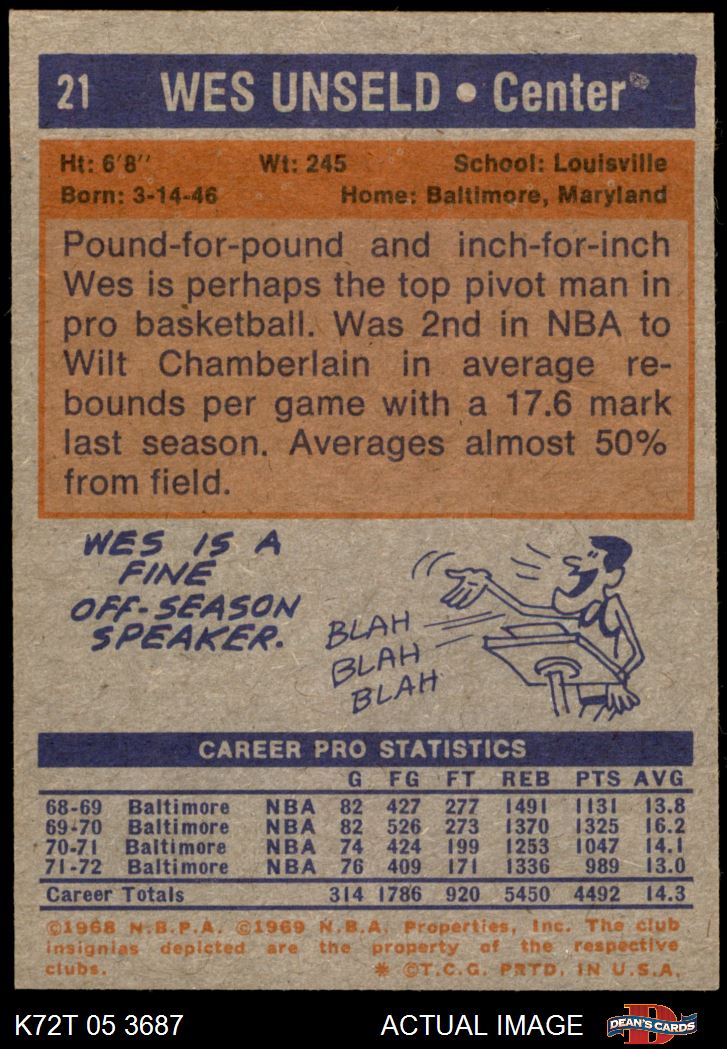 21 WES UNSELD • Center
Ht: 6'8" Wt: 245 School: Louisville
Born: 3-14-46 Home: Baltimore, Maryland
Pound-for-pound and inch-for-inch
Wes is perhaps the top pivot man in
pro basketball. Was 2nd in NBA to
Wilt Chamberlain in average re-
bounds per game with a 17.6 mark
last season. Averages almost 50%
from field.
WES IS A
FINE
OFF-SEASON
SPEAKER.
BLAH
BLAH
BLAH
CAREER PRO STATISTICS
G FG FT REB PTS AVG
68-69 Baltimore NBA 82 427 277 1491 1131 13.8
69-70 Baltimore NBA 82 526 273 1370 1325 16.2
70-71 Baltimore NBA 74 424 199 1253 1047 14.1
71-72 Baltimore NBA 76 409 171 1336 989 13.0
Career Totals 314 1786 920 5450 4492 14.3
©1968 N.B.P.A. ©1969 N.B.A. Properties, Inc. The club
insignias depicted are the property of the respective
clubs. * ©T.C.G. PRTD. IN U.S.A.
K72T 05 3687 ACTUAL IMAGE D DEAN'S CARDS